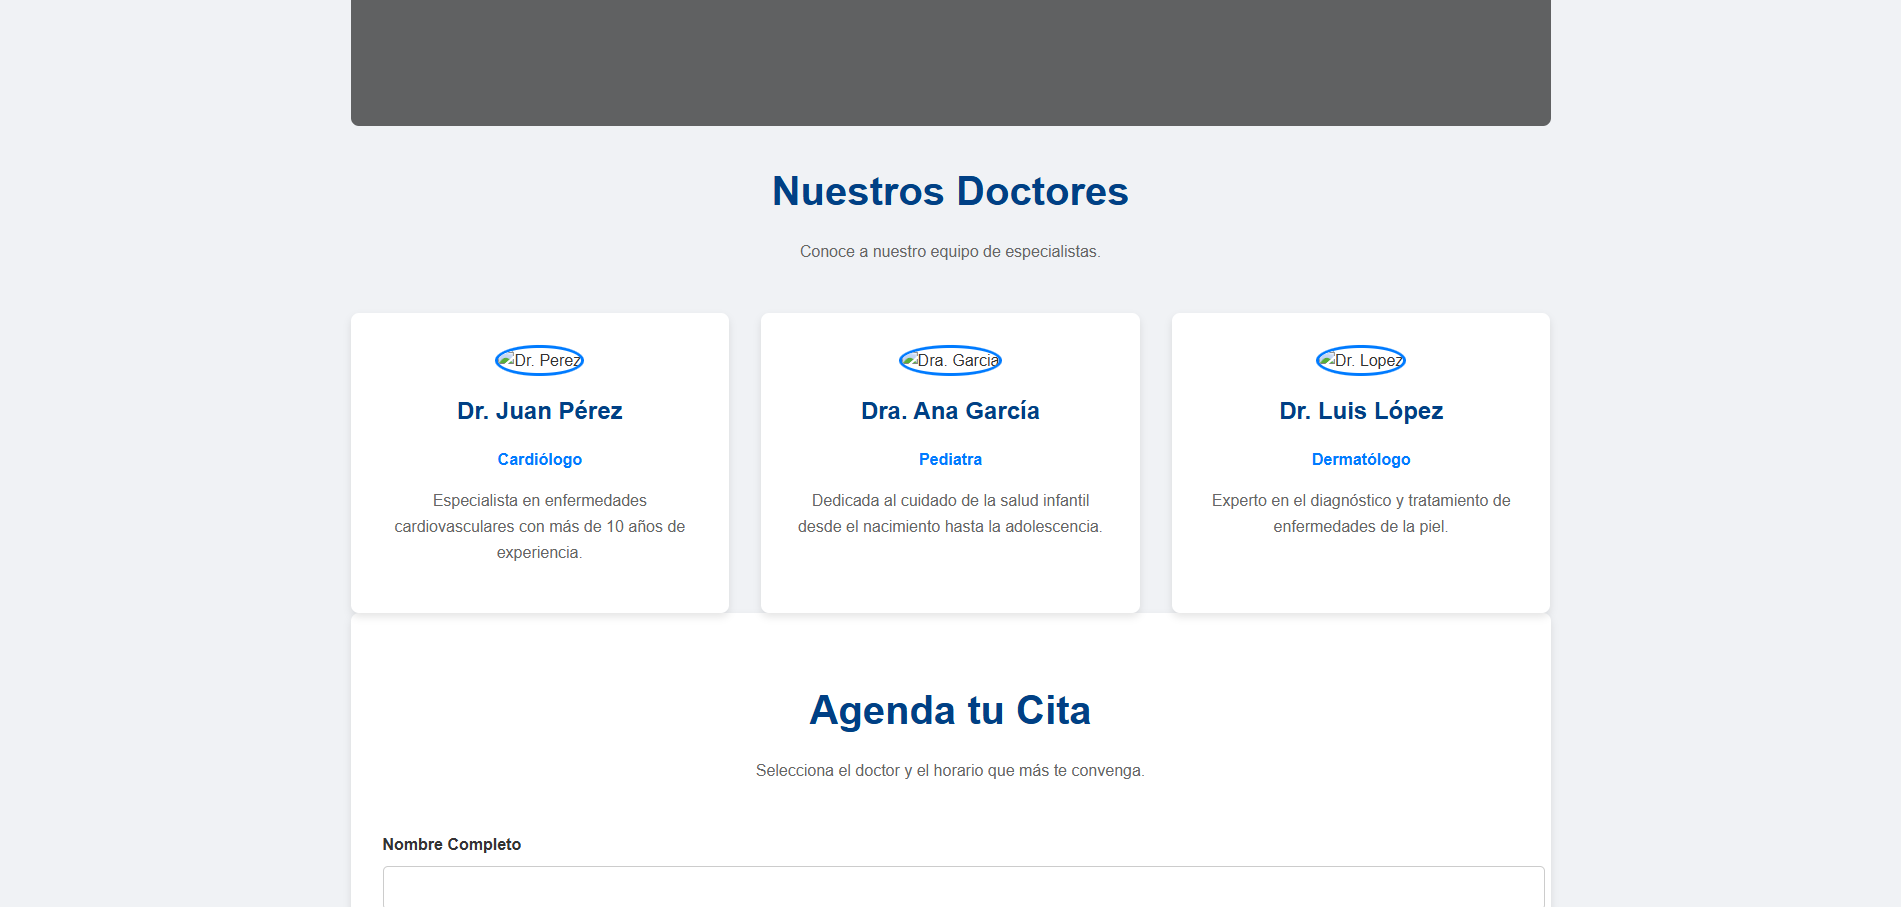 Nuestros Doctores
Conoce a nuestro equipo de especialistas.
Dr. Perez
Dr. Juan Pérez
Cardiólogo
Especialista en enfermedades
cardiovasculares con más de 10 años de
experiencia.
Dra. Garcia
Dra. Ana García
Pediatra
Dedicada al cuidado de la salud infantil
desde el nacimiento hasta la adolescencia.
Dr. Lopez
Dr. Luis López
Dermatólogo
Experto en el diagnóstico y tratamiento de
enfermedades de la piel.
Agenda tu Cita
Selecciona el doctor y el horario que más te convenga.
Nombre Completo